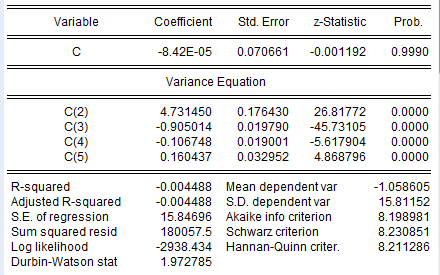 Variable Coefficient Std. Error z-Statistic Prob.
C -8.42E-05 0.070661 -0.001192 0.9990
Variance Equation
C(2) 4.731450 0.176430 26.81772 0.0000
C(3) -0.905014 0.019790 -45.73105 0.0000
C(4) -0.106748 0.019001 -5.617904 0.0000
C(5) 0.160437 0.032952 4.868796 0.0000
R-squared -0.004488 Mean dependent var -1.058605
Adjusted R-squared -0.004488 S.D. dependent var 15.81152
S.E. of regression 15.84696 Akaike info criterion 8.198981
Sum squared resid 180057.5 Schwarz criterion 8.230851
Log likelihood -2938.434 Hannan-Quinn criter. 8.211286
Durbin-Watson stat 1.972785